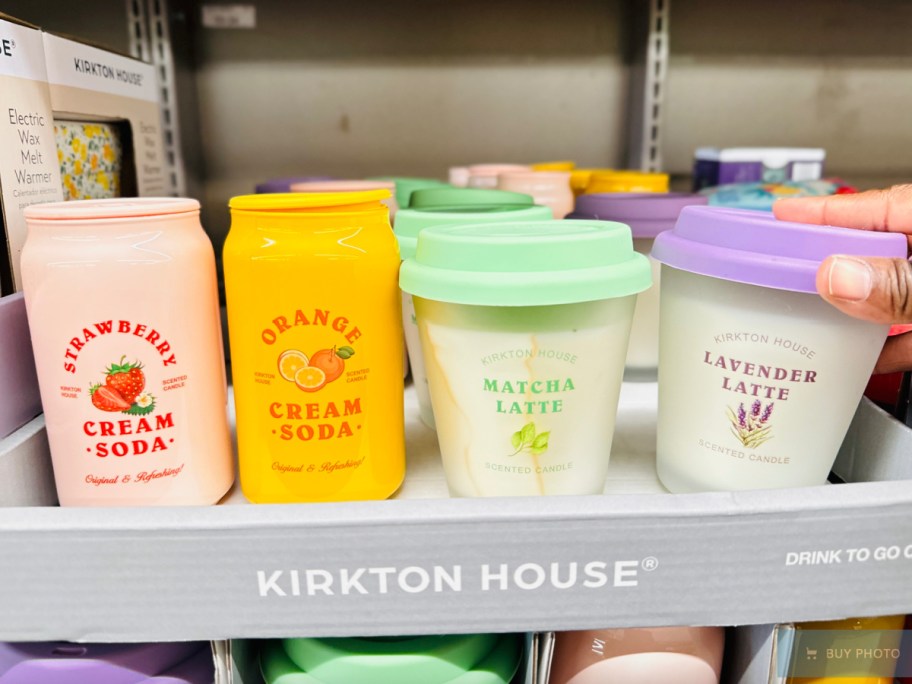 KIRKTON HOUSE®
Electric
Wax
Melt
Warmer
STRAWBERRY
KIRKTON
HOUSE
SCENTED
CANDLE
CREAM
·SODA·
Original & Refreshing!
ORANGE
KIRKTON
HOUSE
SCENTED
CANDLE
CREAM
·SODA·
Original & Refreshing!
KIRKTON HOUSE
MATCHA
LATTE
SCENTED CANDLE
KIRKTON HOUSE
LAVENDER
LATTE
SCENTED CANDLE
KIRKTON HOUSE®
DRINK TO GO
BUY PHOTO